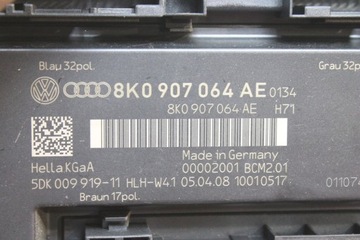 Blau 32pol.
Grau 32pol
8K0 907 064 AE 0134
8K0 907 064 AE H71
Hella KGaA
Made in Germany
00002001 BCM2.01
5DK 009 919-11 HLH-W41 05.04.08 10010517
011074
Braun 17pol.